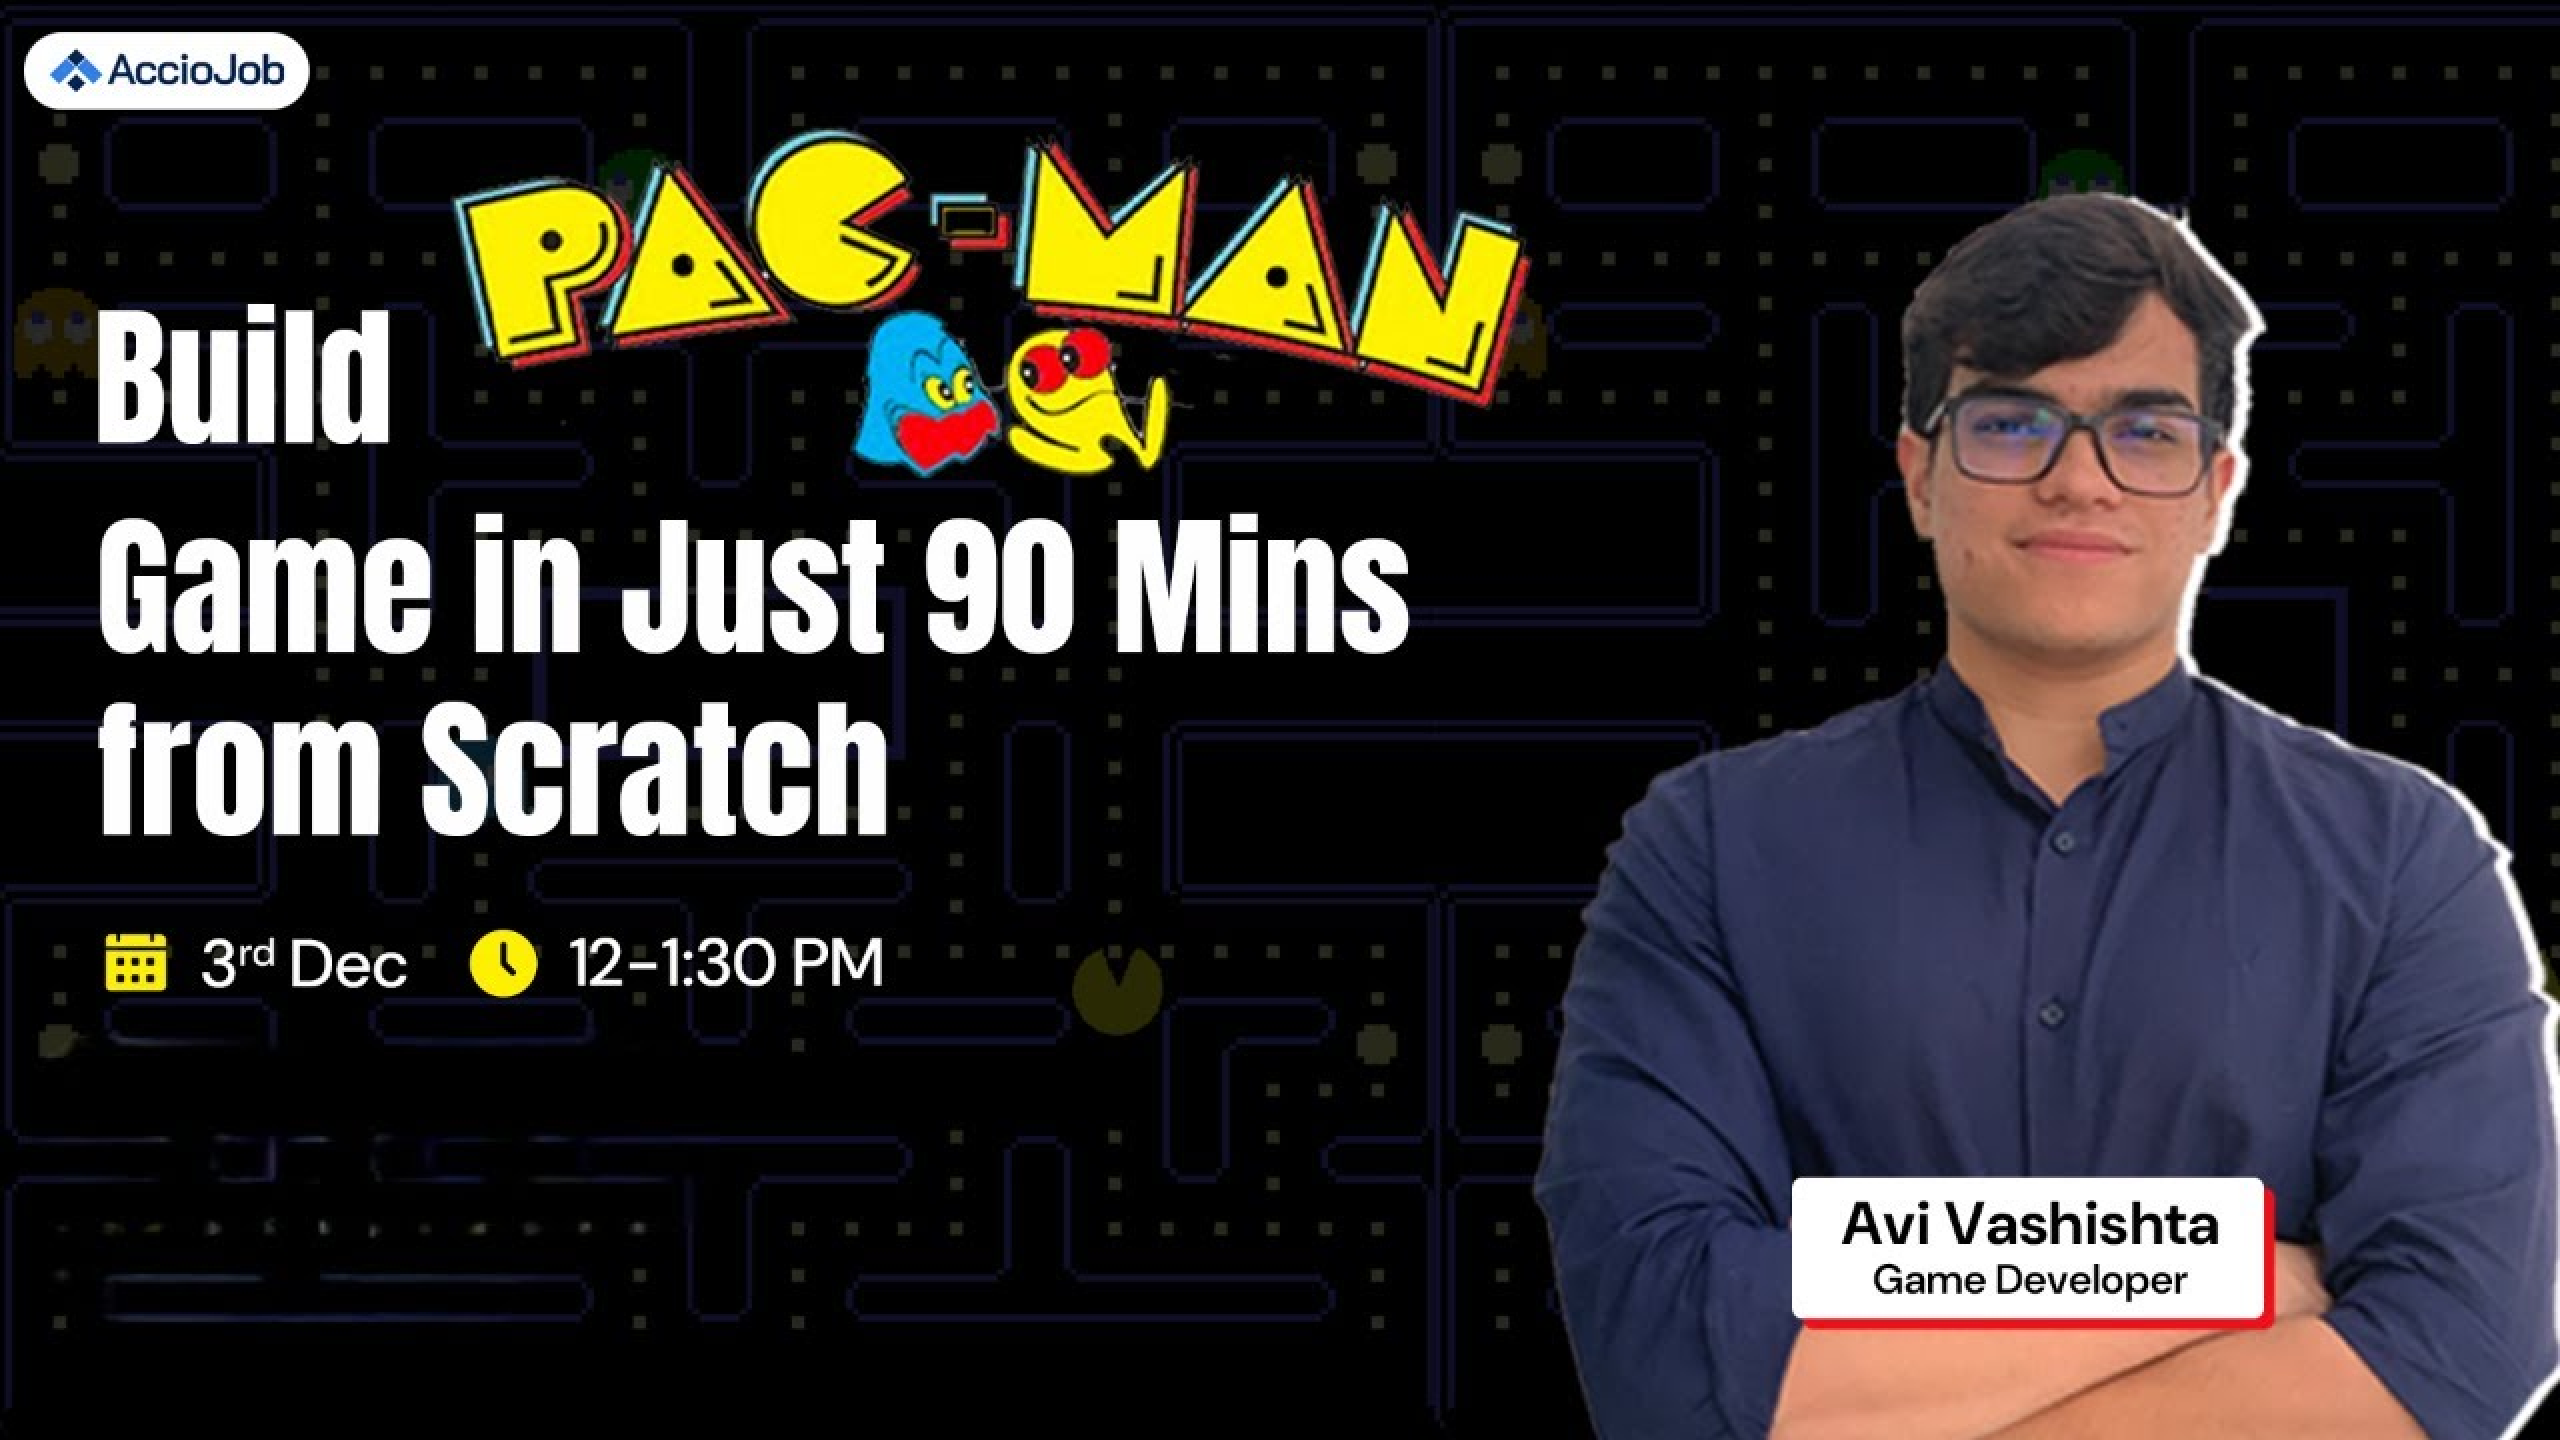 AccioJob
PAC-MAN
Build
Game in Just 90 Mins
from Scratch
3rd Dec 12-1:30 PM
Avi Vashishta
Game Developer